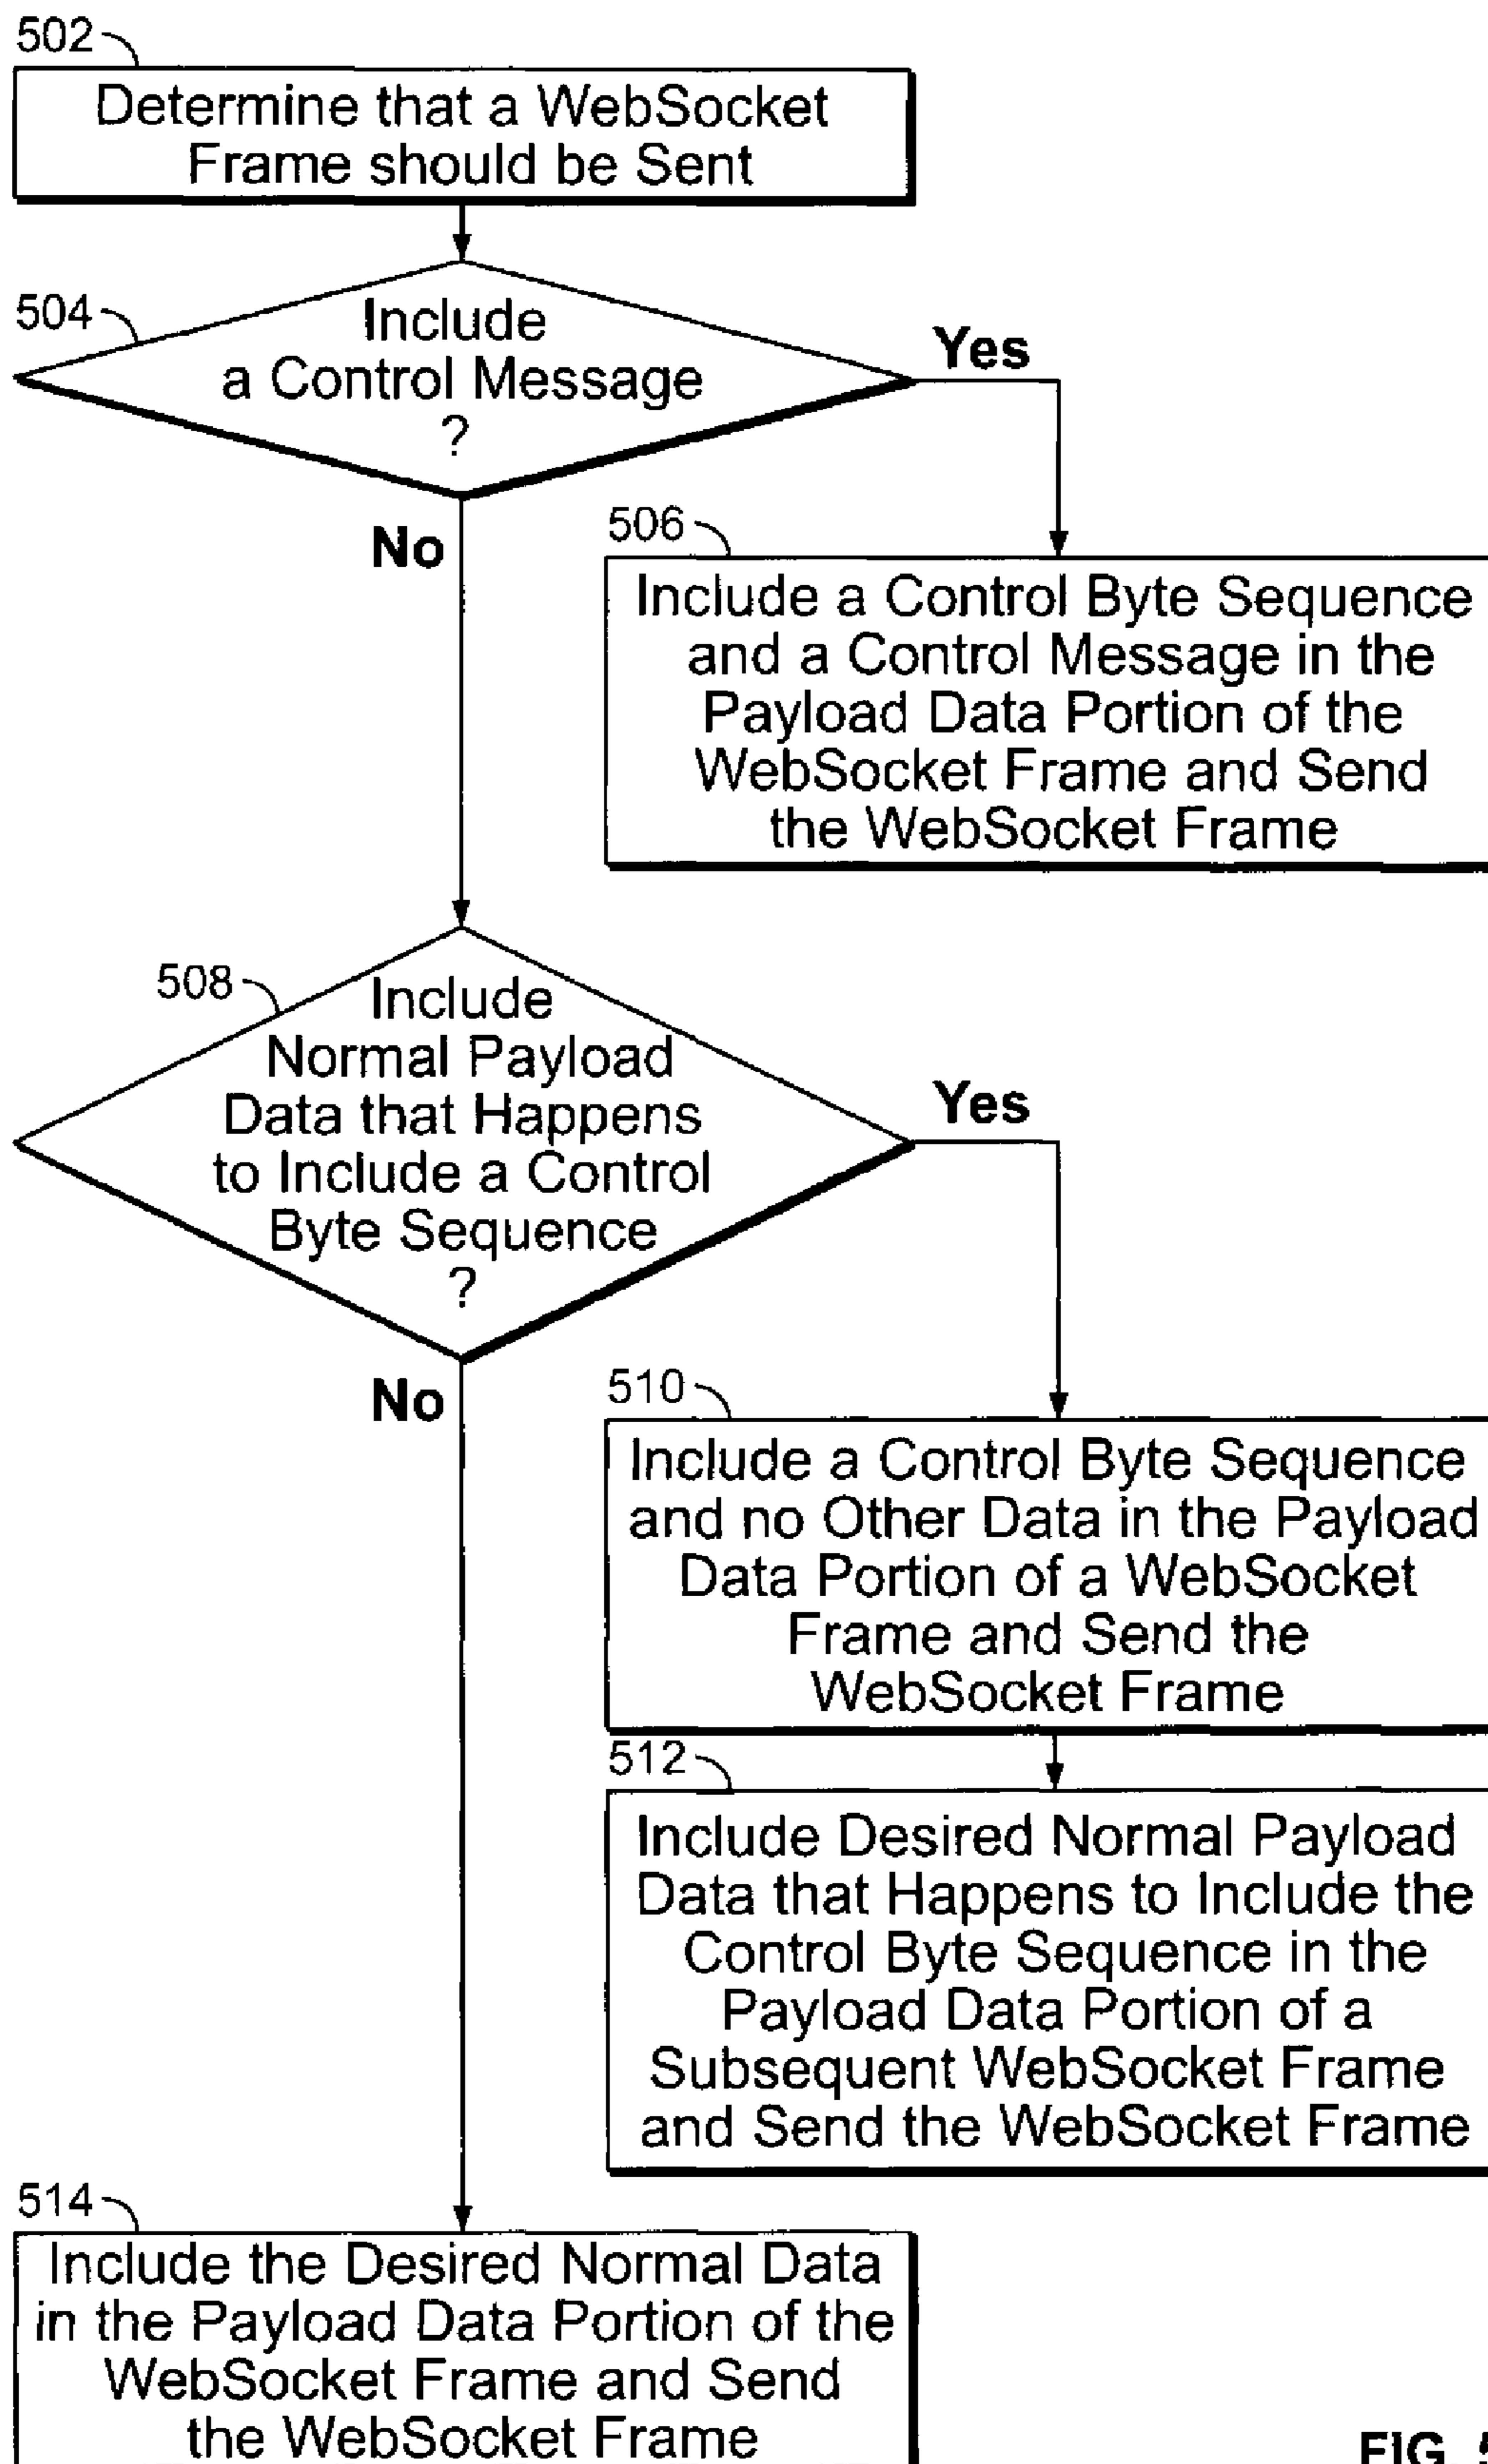 502
Determine that a WebSocket
Frame should be Sent
504
Include
a Control Message
?
Yes
No
506
Include a Control Byte Sequence
and a Control Message in the
Payload Data Portion of the
WebSocket Frame and Send
the WebSocket Frame
508
Include
Normal Payload
Data that Happens
to Include a Control
Byte Sequence
?
Yes
No
510
Include a Control Byte Sequence
and no Other Data in the Payload
Data Portion of a WebSocket
Frame and Send the
WebSocket Frame
512
Include Desired Normal Payload
Data that Happens to Include the
Control Byte Sequence in the
Payload Data Portion of a
Subsequent WebSocket Frame
and Send the WebSocket Frame
514
Include the Desired Normal Data
in the Payload Data Portion of the
WebSocket Frame and Send
the WebSocket Frame
FIG. 5